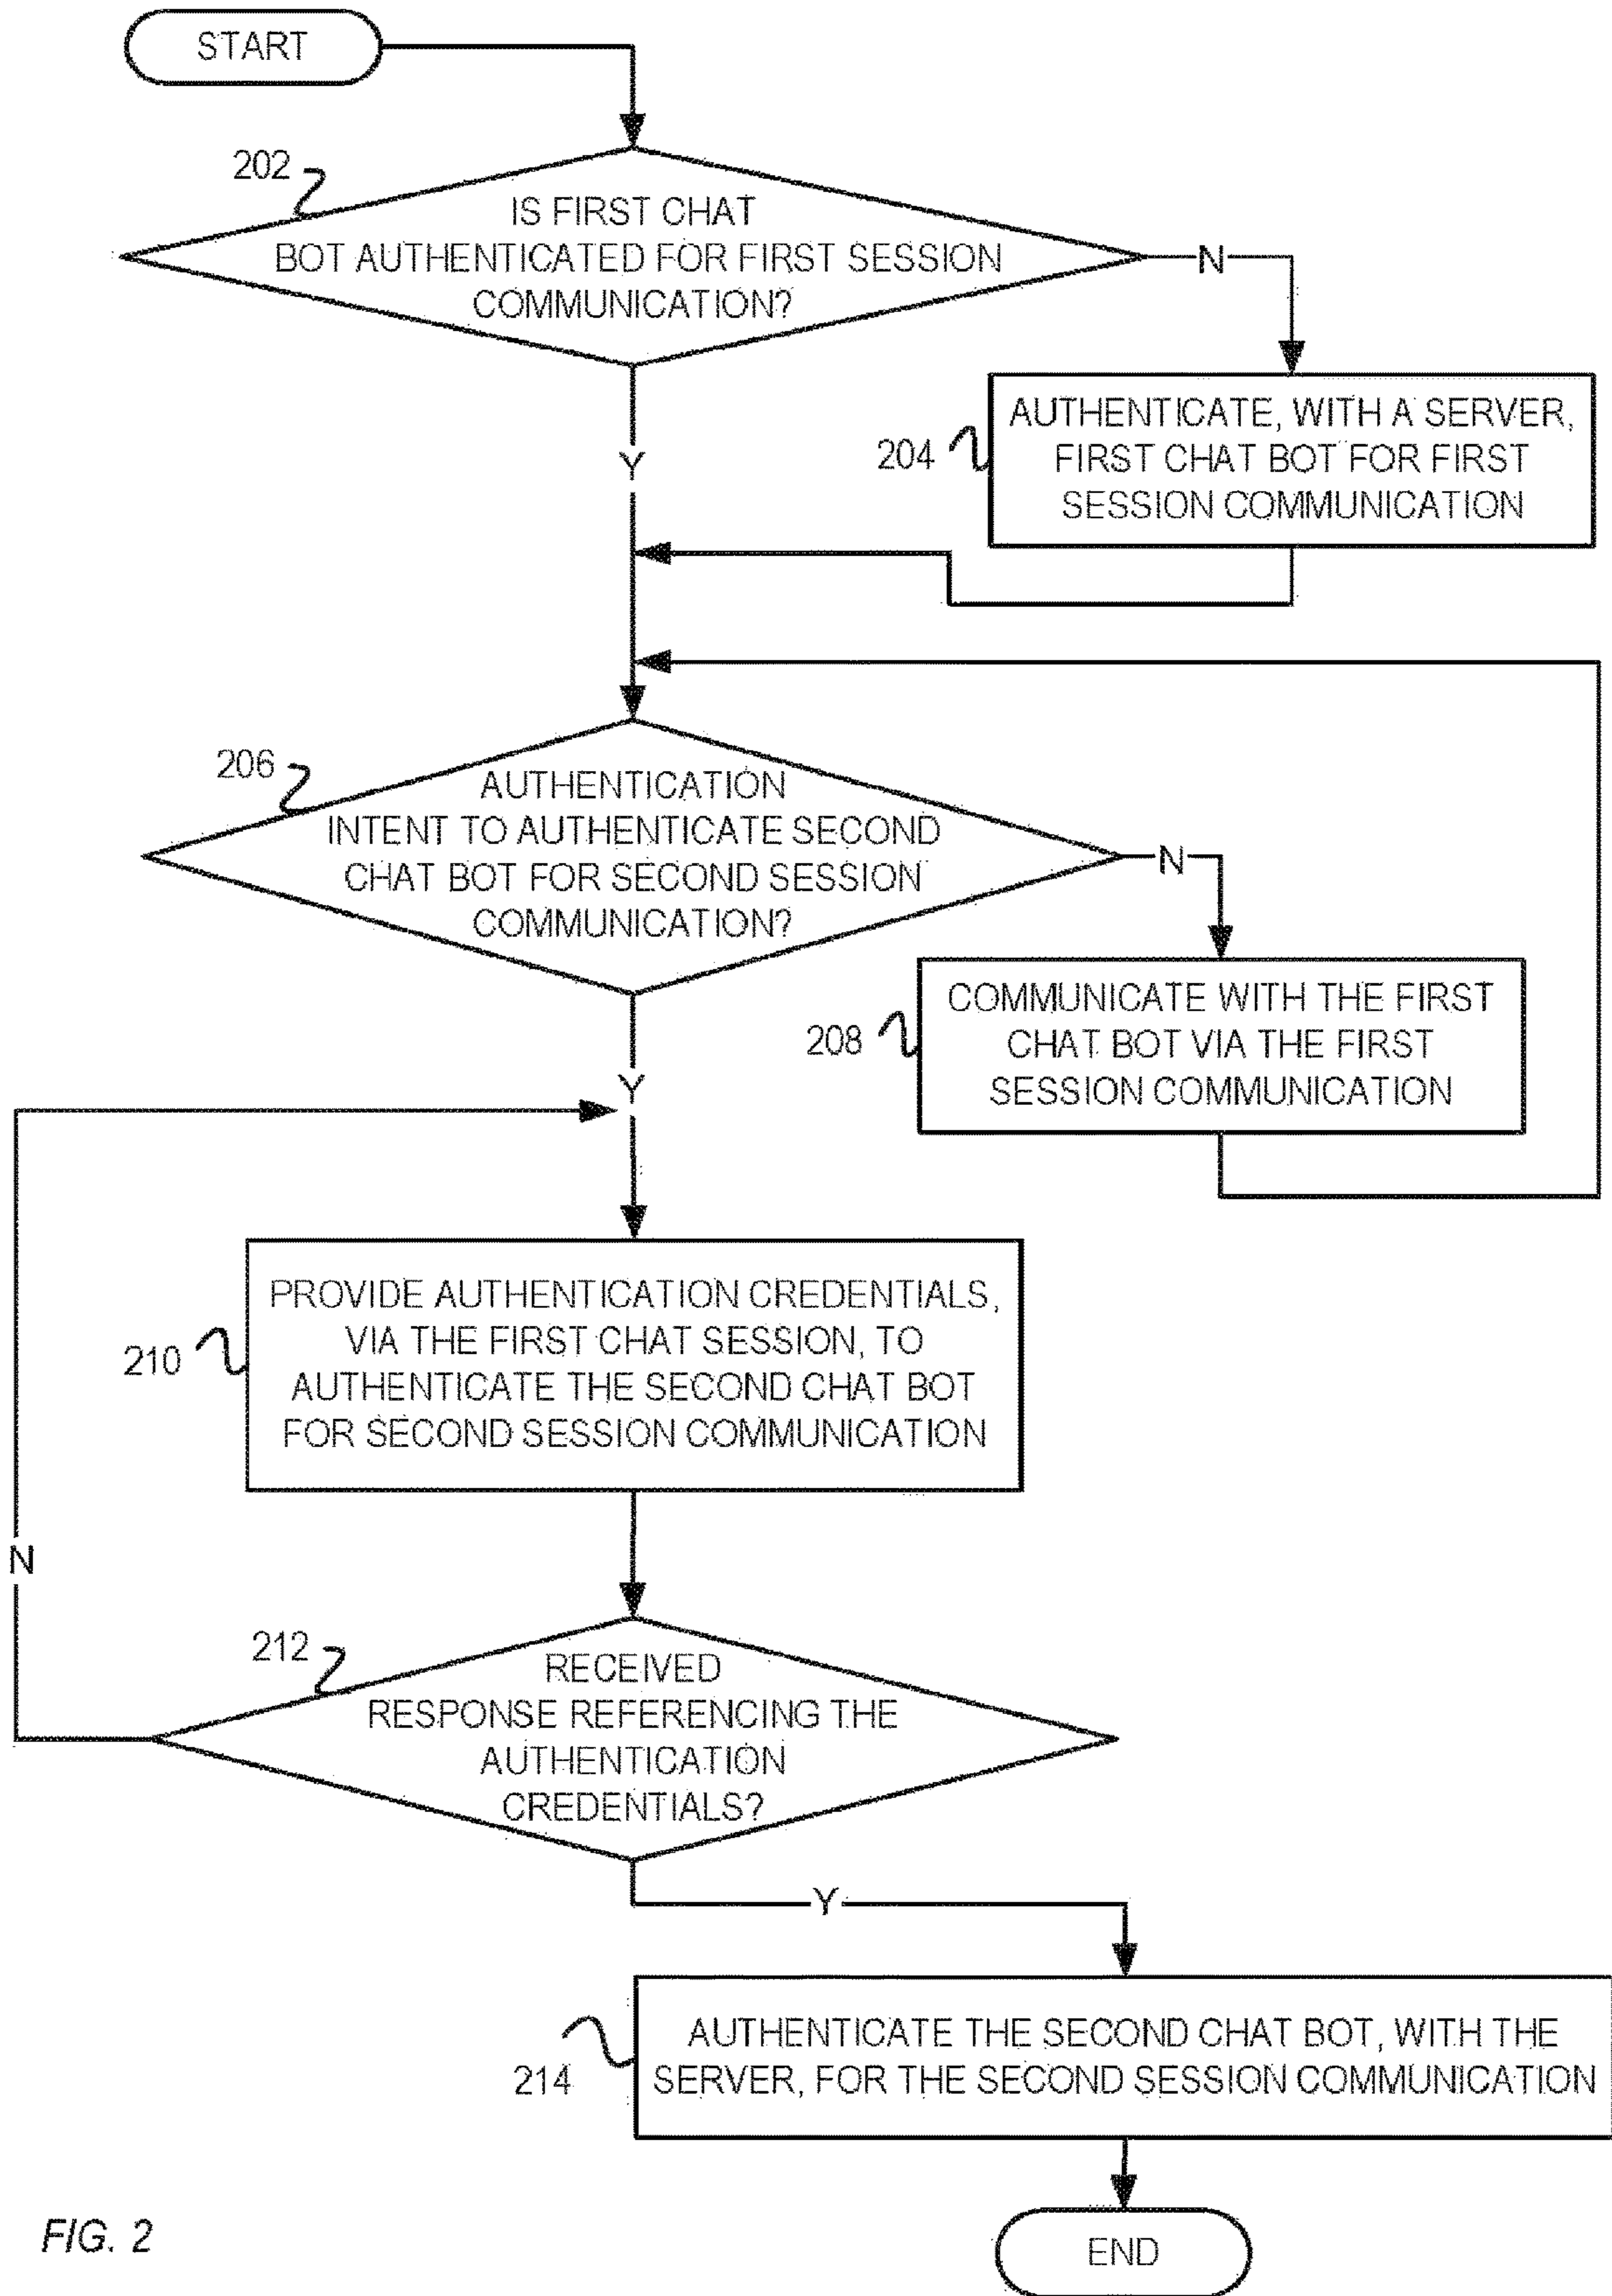 START
202
IS FIRST CHAT
BOT AUTHENTICATED FOR FIRST SESSION
COMMUNICATION?
N
Y
204
AUTHENTICATE, WITH A SERVER,
FIRST CHAT BOT FOR FIRST
SESSION COMMUNICATION
206
AUTHENTICATION
INTENT TO AUTHENTICATE SECOND
CHAT BOT FOR SECOND SESSION
COMMUNICATION?
N
Y
208
COMMUNICATE WITH THE FIRST
CHAT BOT VIA THE FIRST
SESSION COMMUNICATION
210
PROVIDE AUTHENTICATION CREDENTIALS,
VIA THE FIRST CHAT SESSION, TO
AUTHENTICATE THE SECOND CHAT BOT
FOR SECOND SESSION COMMUNICATION
N
212
RECEIVED
RESPONSE REFERENCING THE
AUTHENTICATION
CREDENTIALS?
Y
214
AUTHENTICATE THE SECOND CHAT BOT, WITH THE
SERVER, FOR THE SECOND SESSION COMMUNICATION
END
FIG. 2